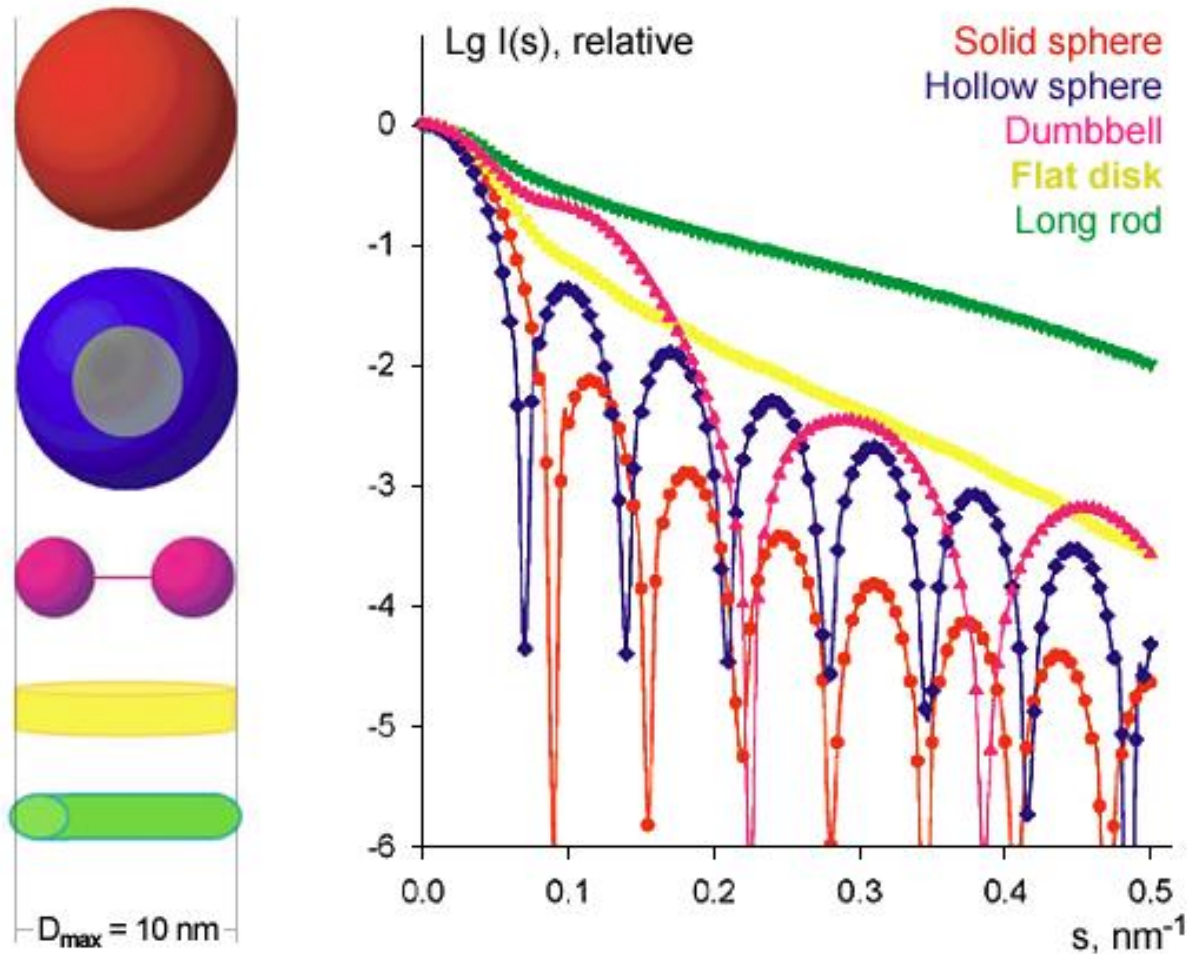 Lg I(s), relative
Solid sphere
Hollow sphere
Dumbbell
Flat disk
Long rod
0
-1
-2
-3
-4
-5
-6
0.0 0.1 0.2 0.3 0.4 0.5
s, nm⁻¹
Dmax = 10 nm